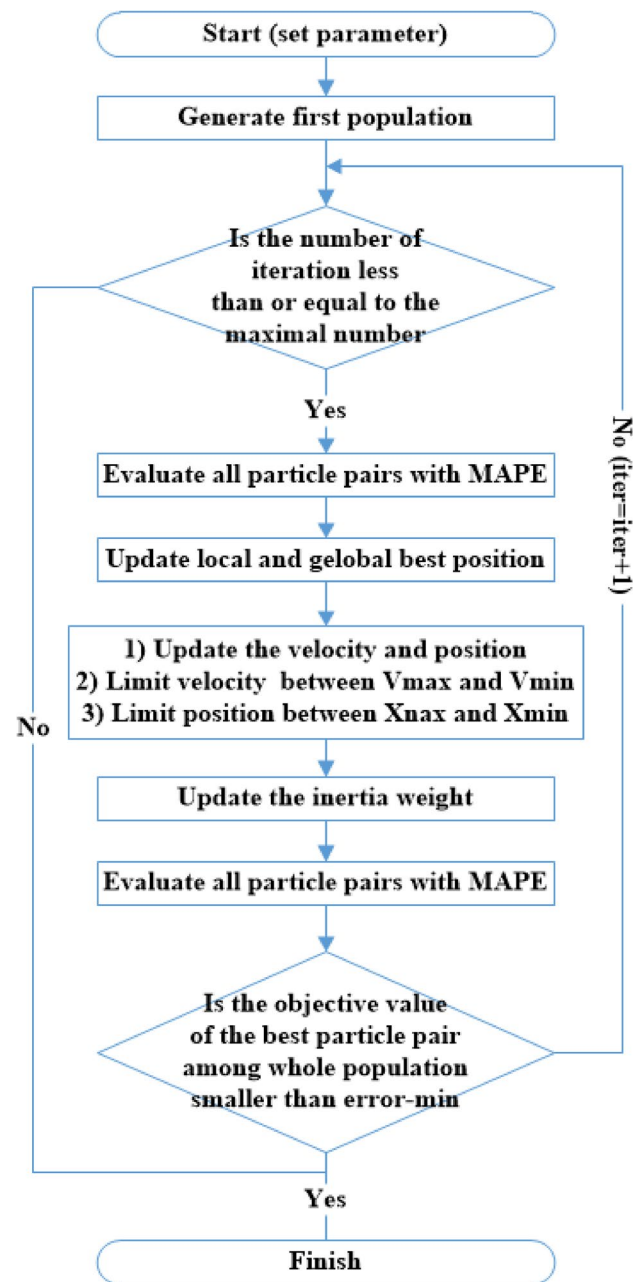 Start (set parameter)
Generate first population
Is the number of
iteration less
than or equal to the
maximal number
Yes
Evaluate all particle pairs with MAPE
Update local and gelobal best position
1) Update the velocity and position
2) Limit velocity between Vmax and Vmin
3) Limit position between Xnax and Xmin
No
No (iter=iter+1)
Update the inertia weight
Evaluate all particle pairs with MAPE
Is the objective value
of the best particle pair
among whole population
smaller than error-min
Yes
Finish